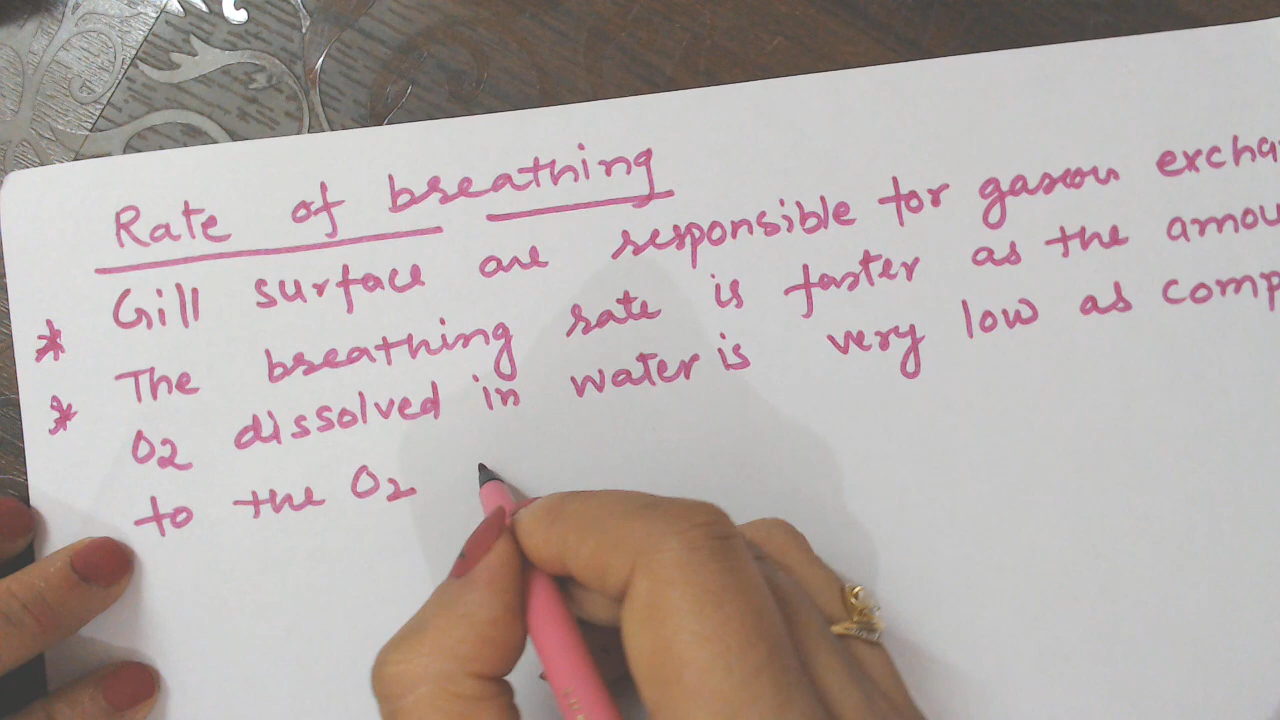 Rate of breathing
* Gill surface are responsible for gaseous excha
* The breathing rate is faster as the amou
O2 dissolved in water is very low as comp
to the O2